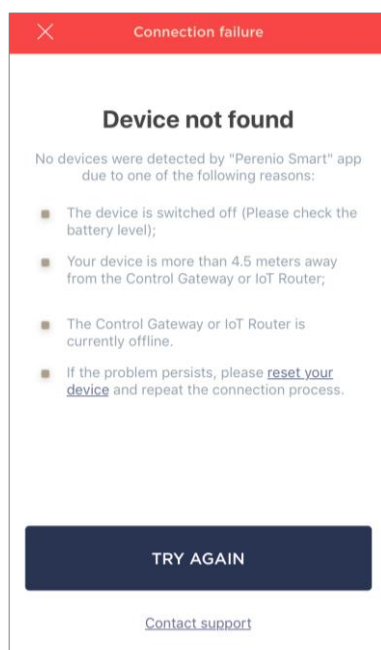 Connection failure
Device not found
No devices were detected by "Perenio Smart" app
due to one of the following reasons:
The device is switched off (Please check the
battery level);
Your device is more than 4.5 meters away
from the Control Gateway or IoT Router;
The Control Gateway or IoT Router is
currently offline.
If the problem persists, please reset your
device and repeat the connection process.
TRY AGAIN
Contact support